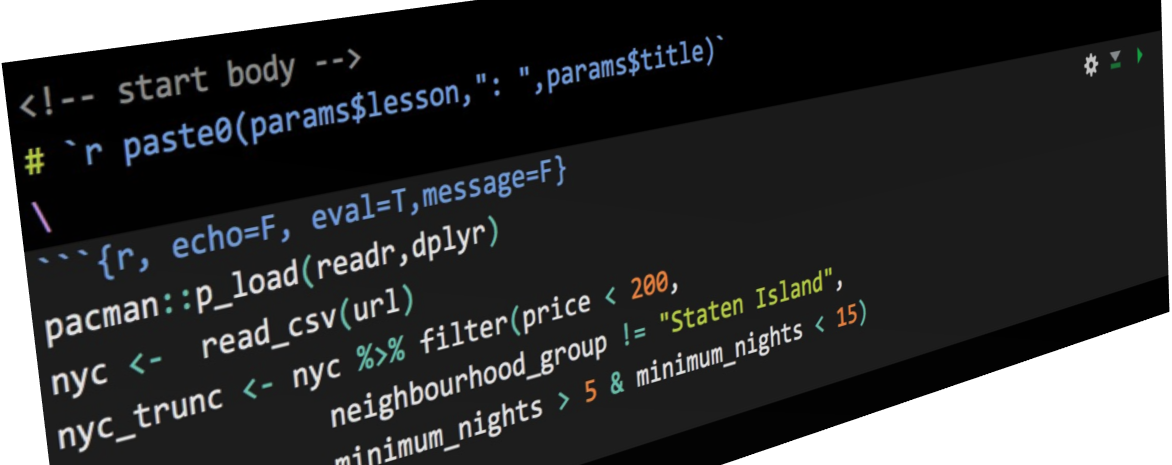 <!-- start body -->
# `r paste0(params$lesson,": ",params$title)`
\
```{r, echo=F, eval=T,message=F}
pacman::p_load(readr,dplyr)
nyc <-  read_csv(url)
nyc_trunc <- nyc %>% filter(price < 200,
neighbourhood_group != "Staten Island",
minimum_nights > 5 & minimum_nights < 15)